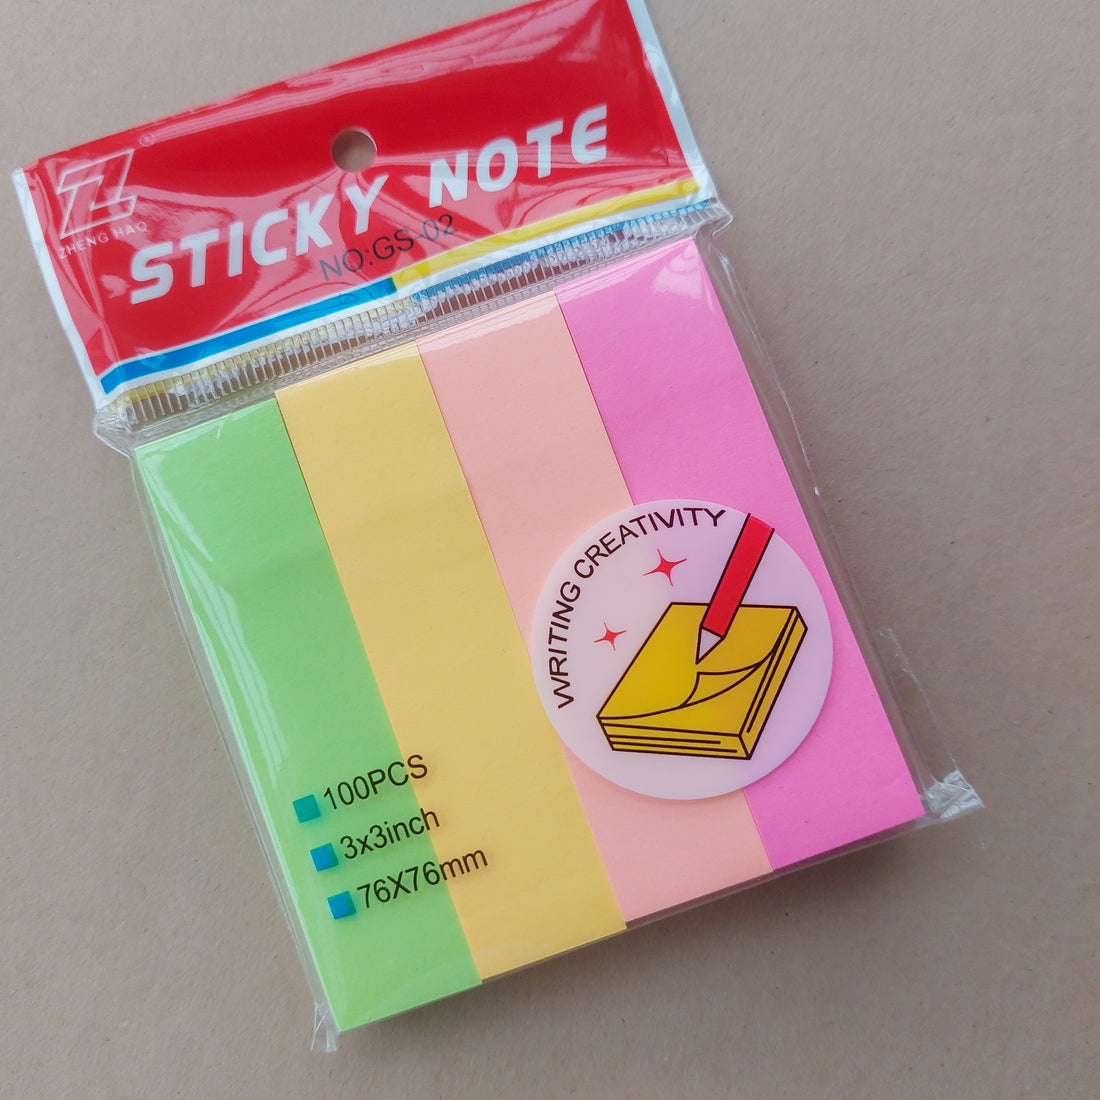 ZHENG HAO
STICKY NOTE
NO:GS-02
WRITING CREATIVITY
100PCS
3x3inch
76X76mm